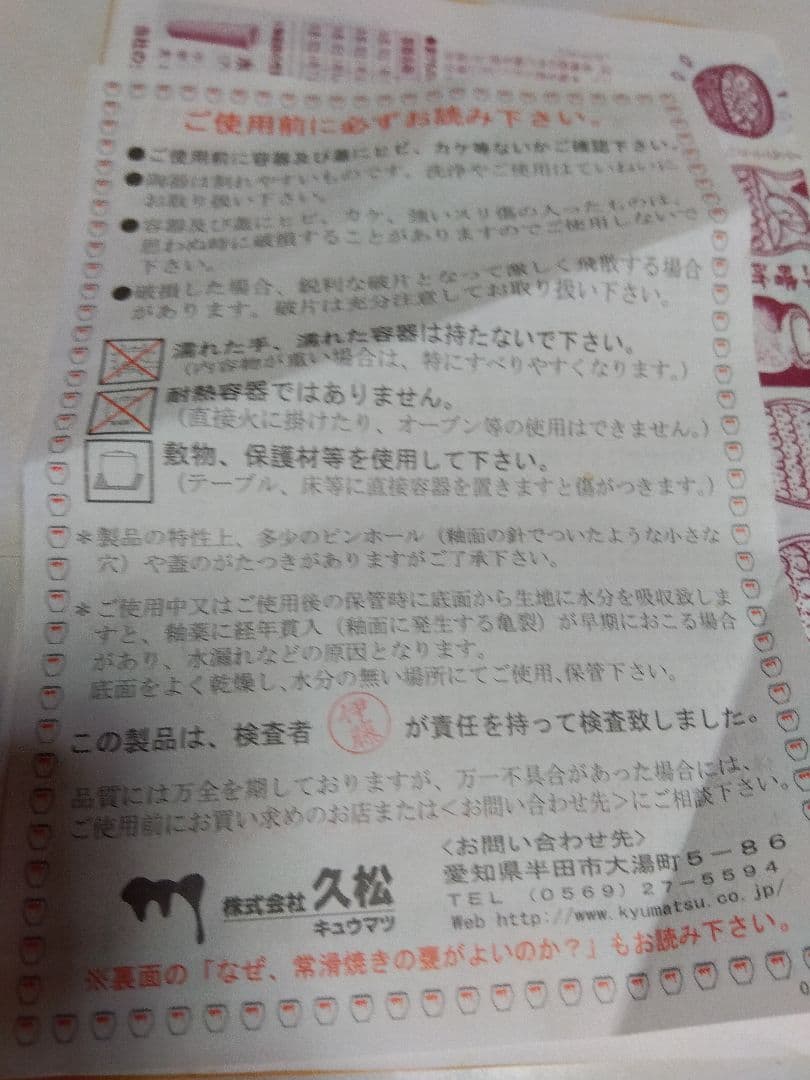 ご使用前に必ずお読み下さい。
●ご使用前に容器及び蓋にヒビ、カケ等ないかご確認下さい。
●陶器は割れやすいものです。洗浄やご使用はていねいに
お取り扱い下さい。
●容器及び蓋にヒビ、カケ、強いスリ傷の入ったものは、
思わぬ時に破損することがありますのでご使用しないで
下さい。
●破損した場合、鋭利な破片となって激しく飛散する場合
があります。破片は充分注意してお取り扱い下さい。
濡れた手、濡れた容器は持たないで下さい。
(内容物が重い場合は、特にすべりやすくなります。)
耐熱容器ではありません。
(直接火に掛けたり、オーブン等の使用はできません。)
敷物、保護材等を使用して下さい。
(テーブル、床等に直接容器を置きますと傷がつきます。)
*製品の特性上、多少のピンホール(釉面の針でついたような小さな
穴)や蓋のがたつきがありますがご了承下さい。
*ご使用中又はご使用後の保管時に底面から生地に水分を吸収致しま
すと、釉薬に経年貫入(釉面に発生する亀裂)が早期におこる場合
があり、水漏れなどの原因となります。
底面をよく乾燥し、水分の無い場所にてご使用、保管下さい。
この製品は、検査者 伊藤 が責任を持って検査致しました。
品質には万全を期しておりますが、万一不具合があった場合には、
ご使用前にお買い求めのお店または<お問い合わせ先>にご相談下さい。
<お問い合わせ先>
愛知県半田市大湯町5-86
TEL (0569)27-5594
Web http://www.kyumatsu.co.jp/
株式会社 久松
キュウマツ
※裏面の「なぜ、常滑焼きの甕がよいのか?」もお読み下さい。